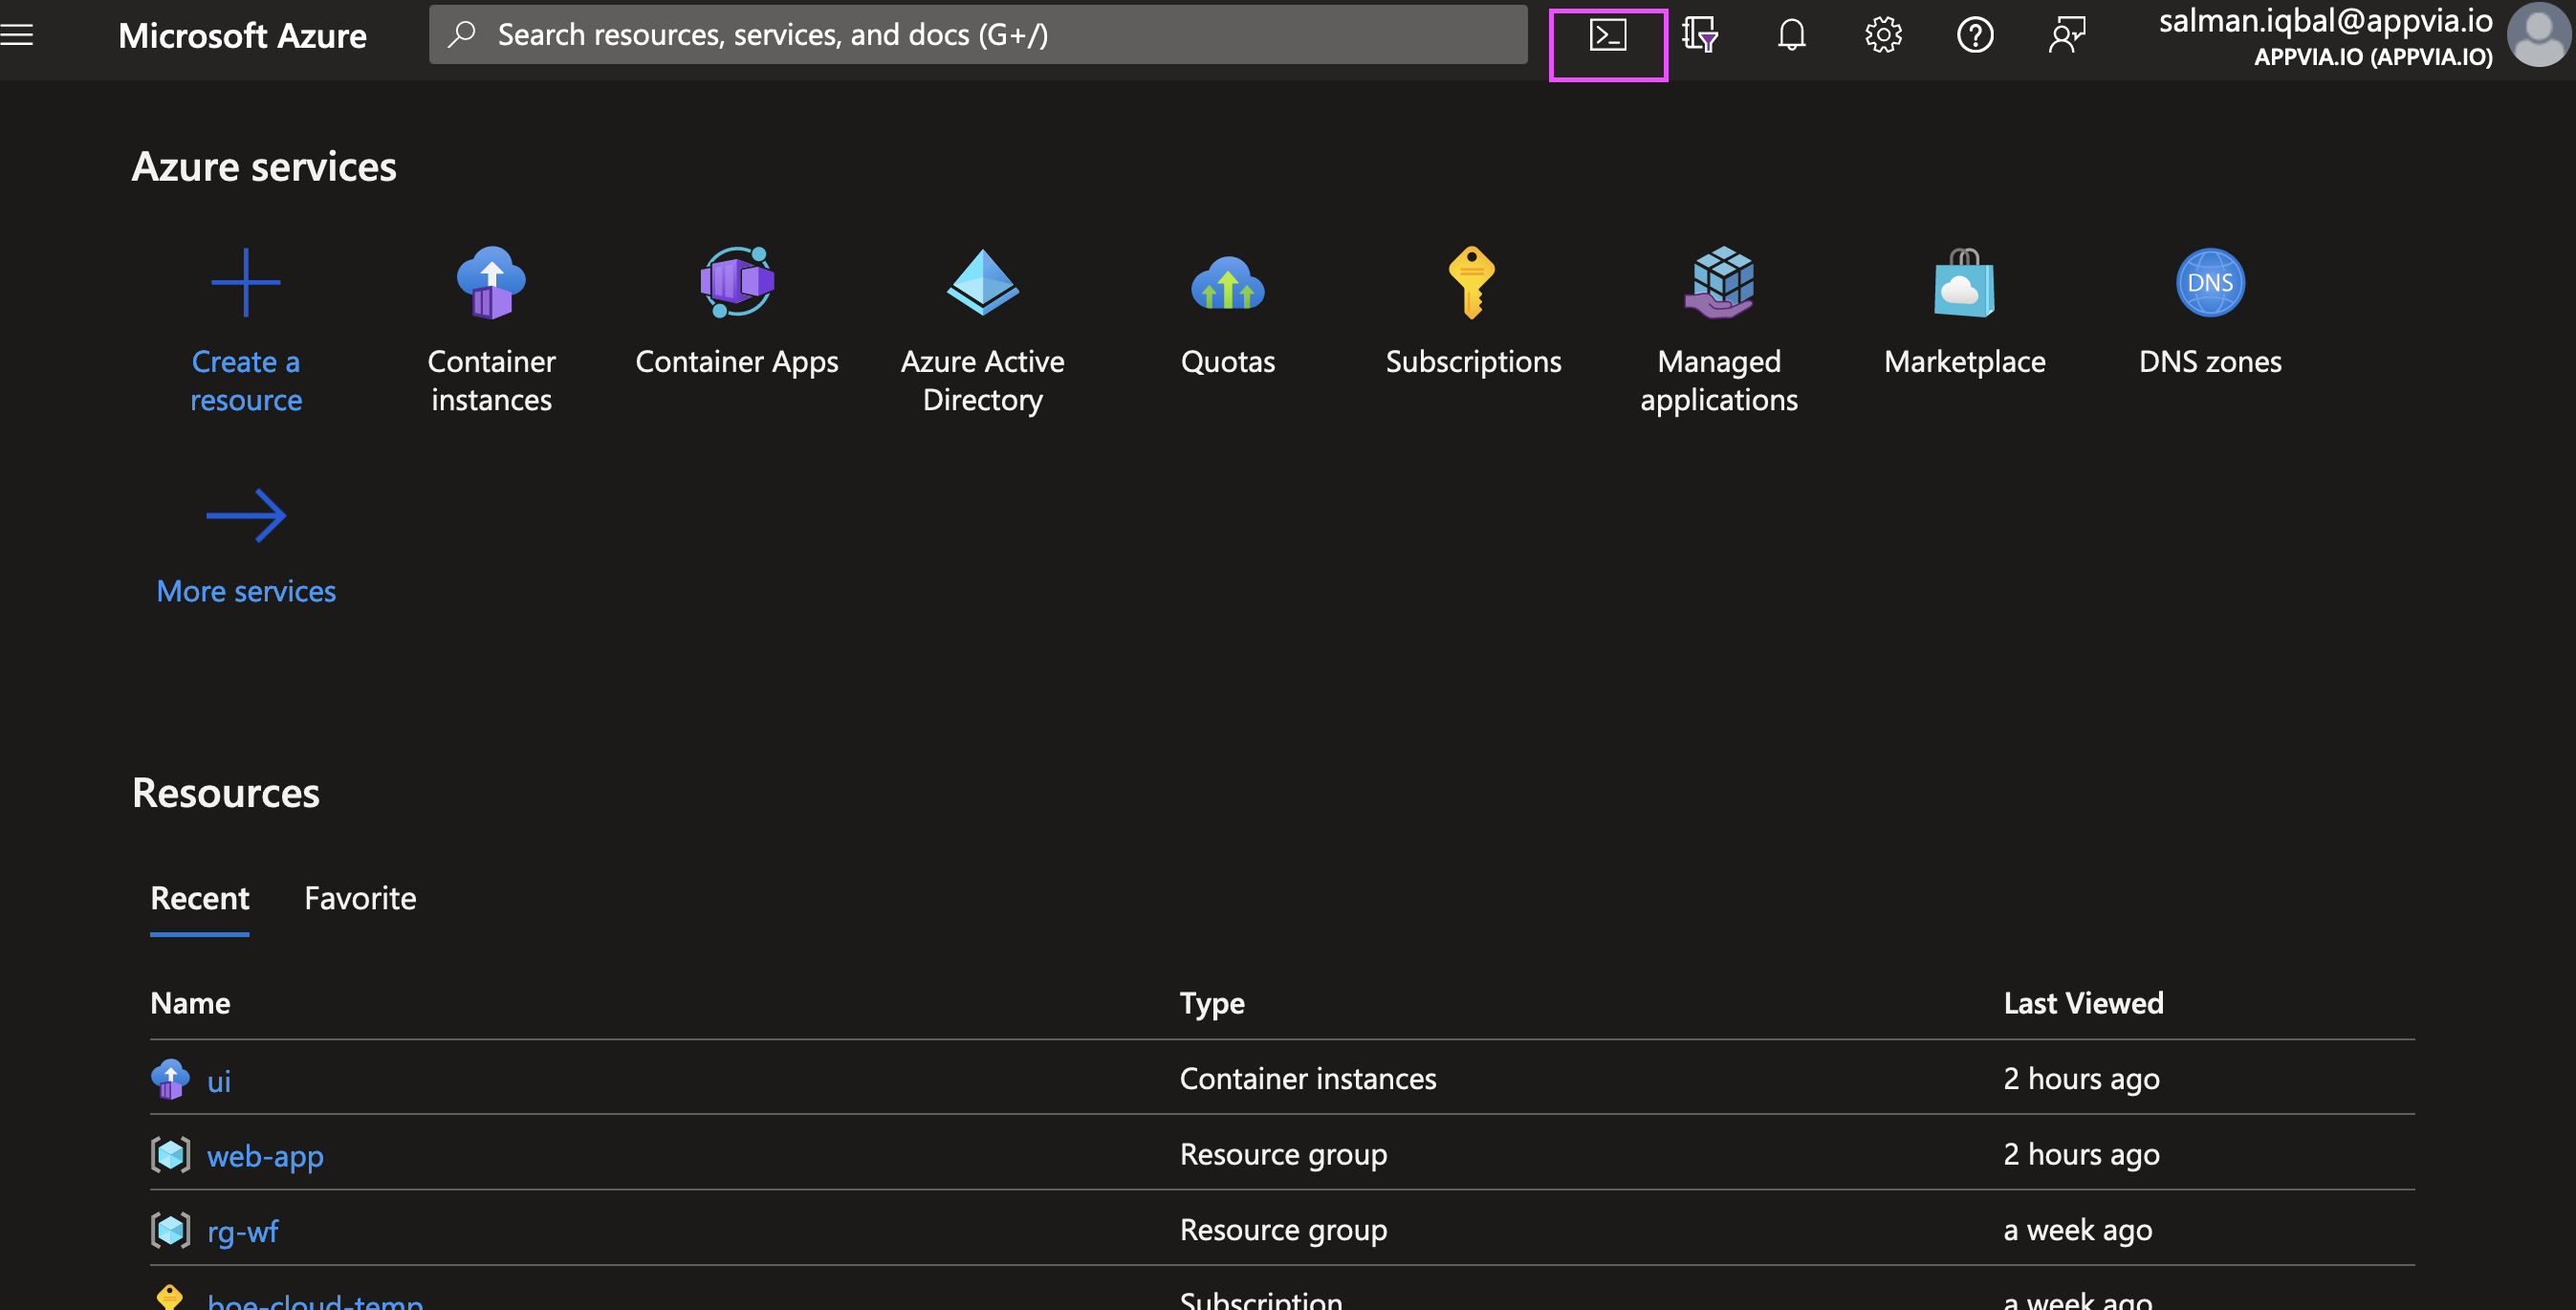 Microsoft Azure
Search resources, services, and docs (G+/)
salman.iqbal@appvia.io
APPVIA.IO (APPVIA.IO)
Azure services
Create a
resource
Container
instances
Container Apps
Azure Active
Directory
Quotas
Subscriptions
Managed
applications
Marketplace
DNS
DNS zones
More services
Resources
Recent Favorite
Name Type Last Viewed
ui Container instances 2 hours ago
web-app Resource group 2 hours ago
rg-wf Resource group a week ago
boe-cloud-temp Subscription a week ago